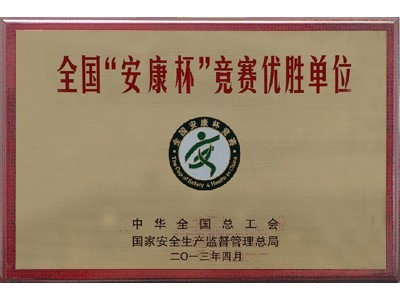 全国“安康杯”竞赛优胜单位
全国安康杯竞赛
The Cup of Safety & Health in China
中华全国总工会
国家安全生产监督管理总局
二〇一三年四月